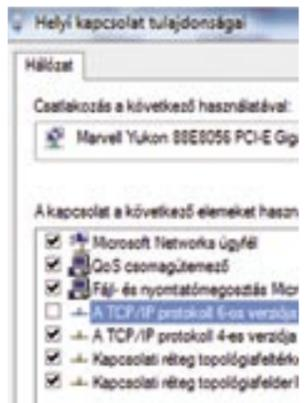 Helyi kapcsolat tulajdonságai
Hálózat
Csatlakozás a következő használatával:
Marvell Yukon 88E8056 PCI-E Gig
A kapcsolat a következő elemeket haszn
Microsoft Networks ügyfél
QoS csomagütemező
Fájl- és nyomtatómegosztás Micr
A TCP/IP protokoll 6-os verziója
A TCP/IP protokoll 4-es verziója
Kapcsolati réteg topológiafeltérk
Kapcsolati réteg topológiafelderí